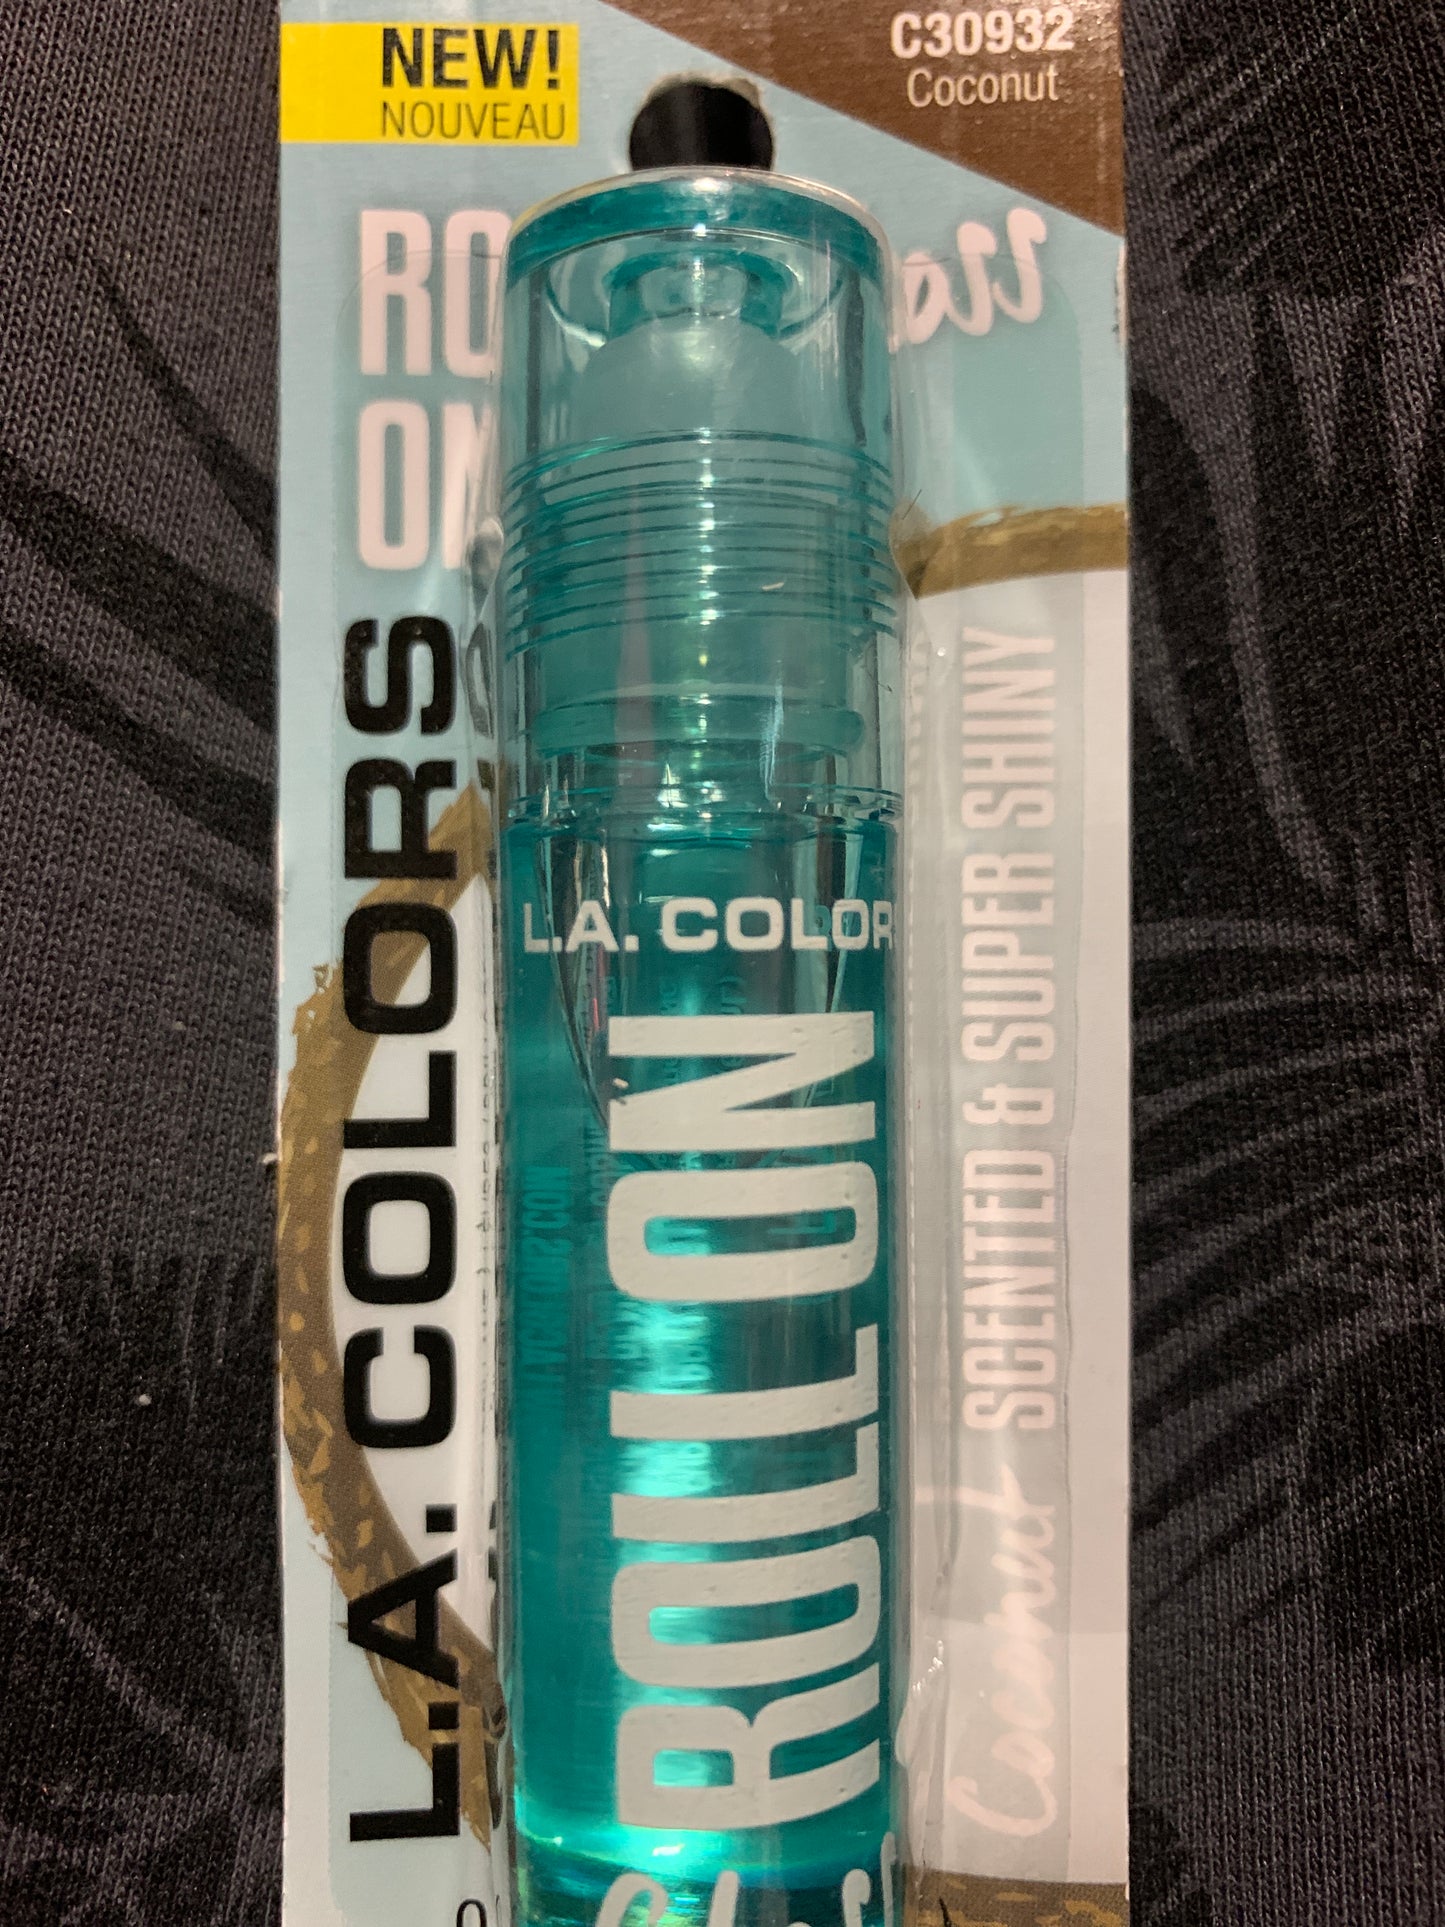 NEW!
NOUVEAU
C30932
Coconut
L.A. COLORS
L.A. COLOR
ROLL ON
Coconut SCENTED & SUPER SHINY